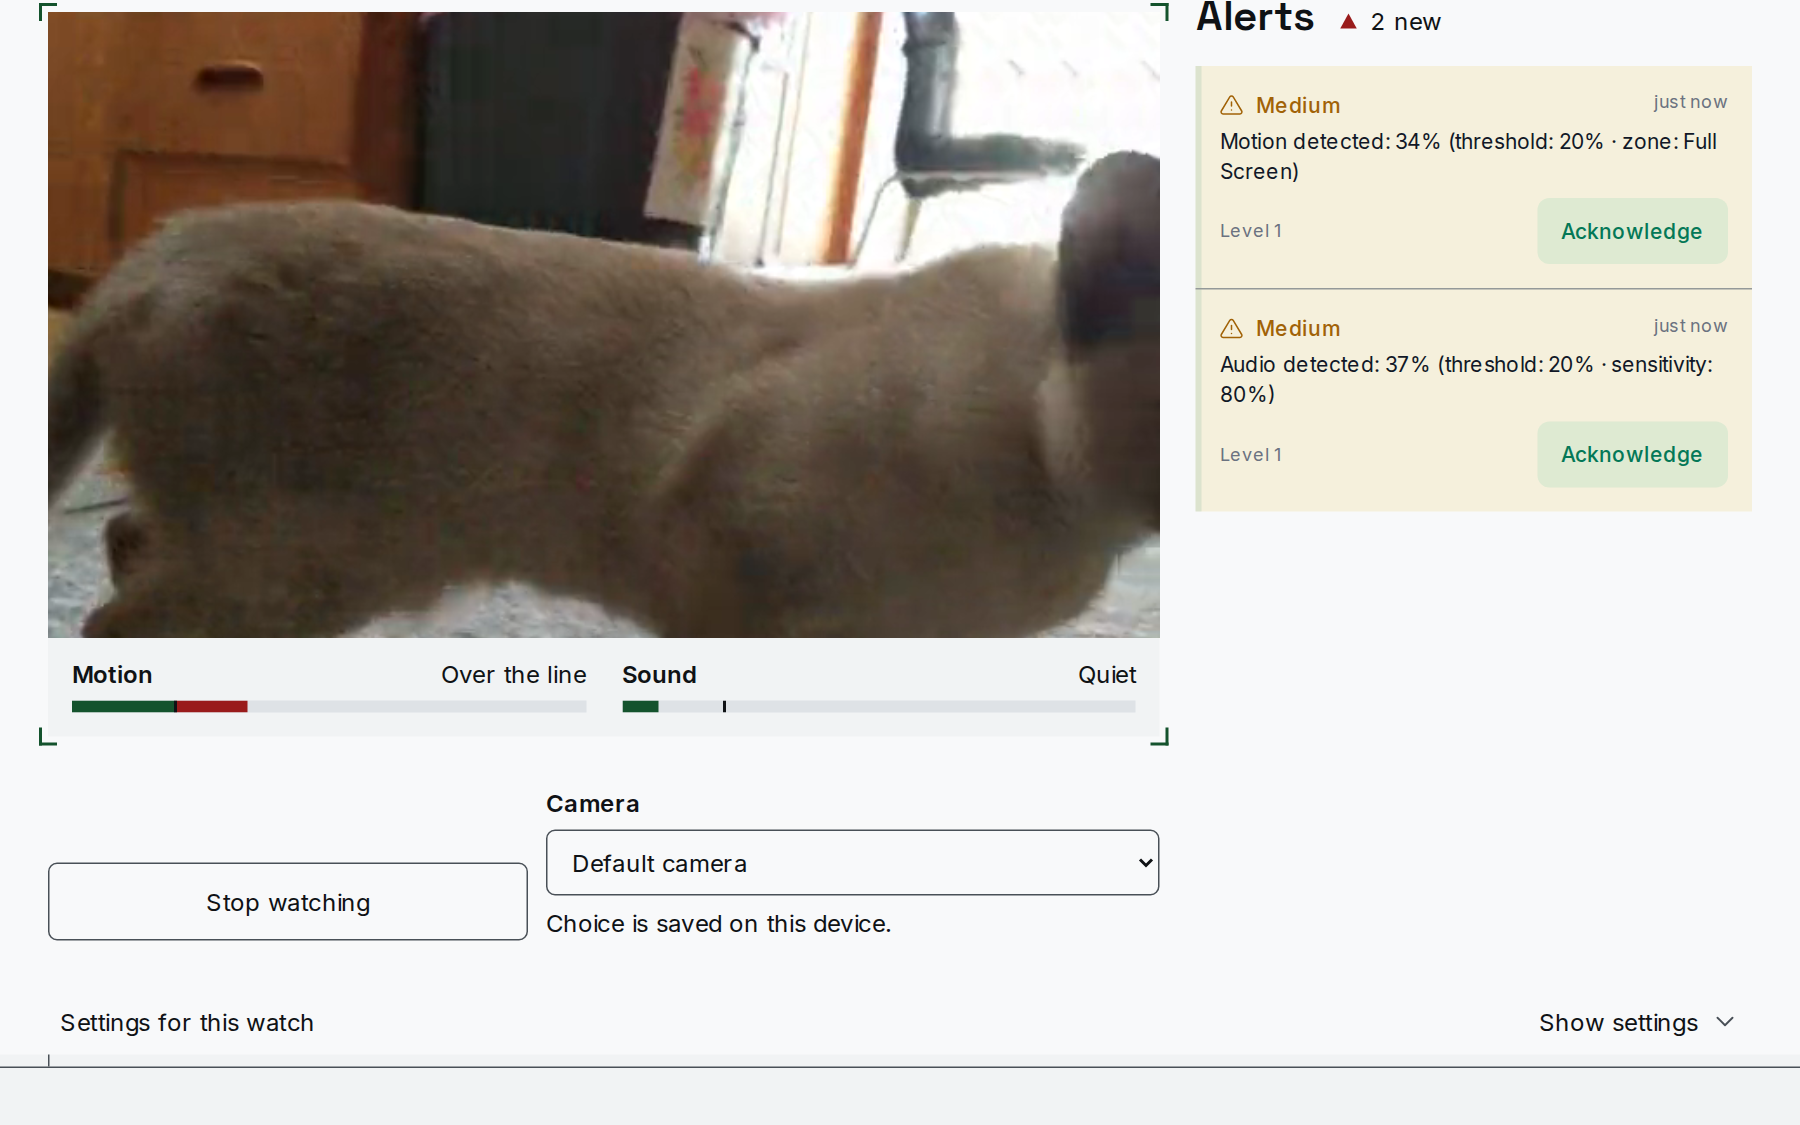 Alerts 2 new
Medium just now
Motion detected: 34% (threshold: 20% · zone: Full
Screen)
Level 1 Acknowledge
Medium just now
Audio detected: 37% (threshold: 20% · sensitivity:
80%)
Level 1 Acknowledge
Motion Over the line Sound Quiet
Camera
Default camera
Stop watching
Choice is saved on this device.
Settings for this watch Show settings